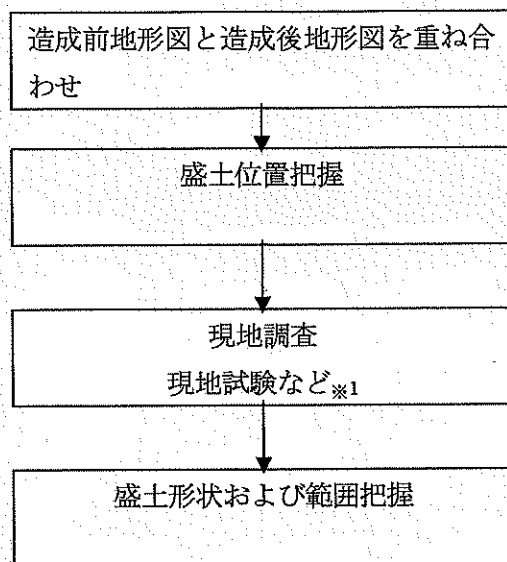 造成前地形図と造成後地形図を重ね合
わせ
盛土位置把握
現地調査
現地試験など※1
盛土形状および範囲把握